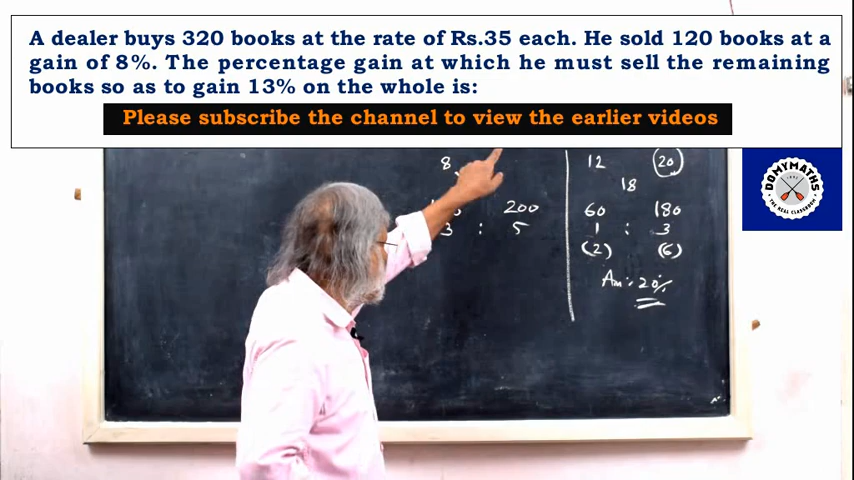 A dealer buys 320 books at the rate of Rs.35 each. He sold 120 books at a
gain of 8%. The percentage gain at which he must sell the remaining
books so as to gain 13% on the whole is:
Please subscribe the channel to view the earlier videos
DOMYMATHS
THE REAL CLASSROOM
8
200
3 : 5
12 20
18
60 180
1 : 3
(2) (6)
Ans: 20%